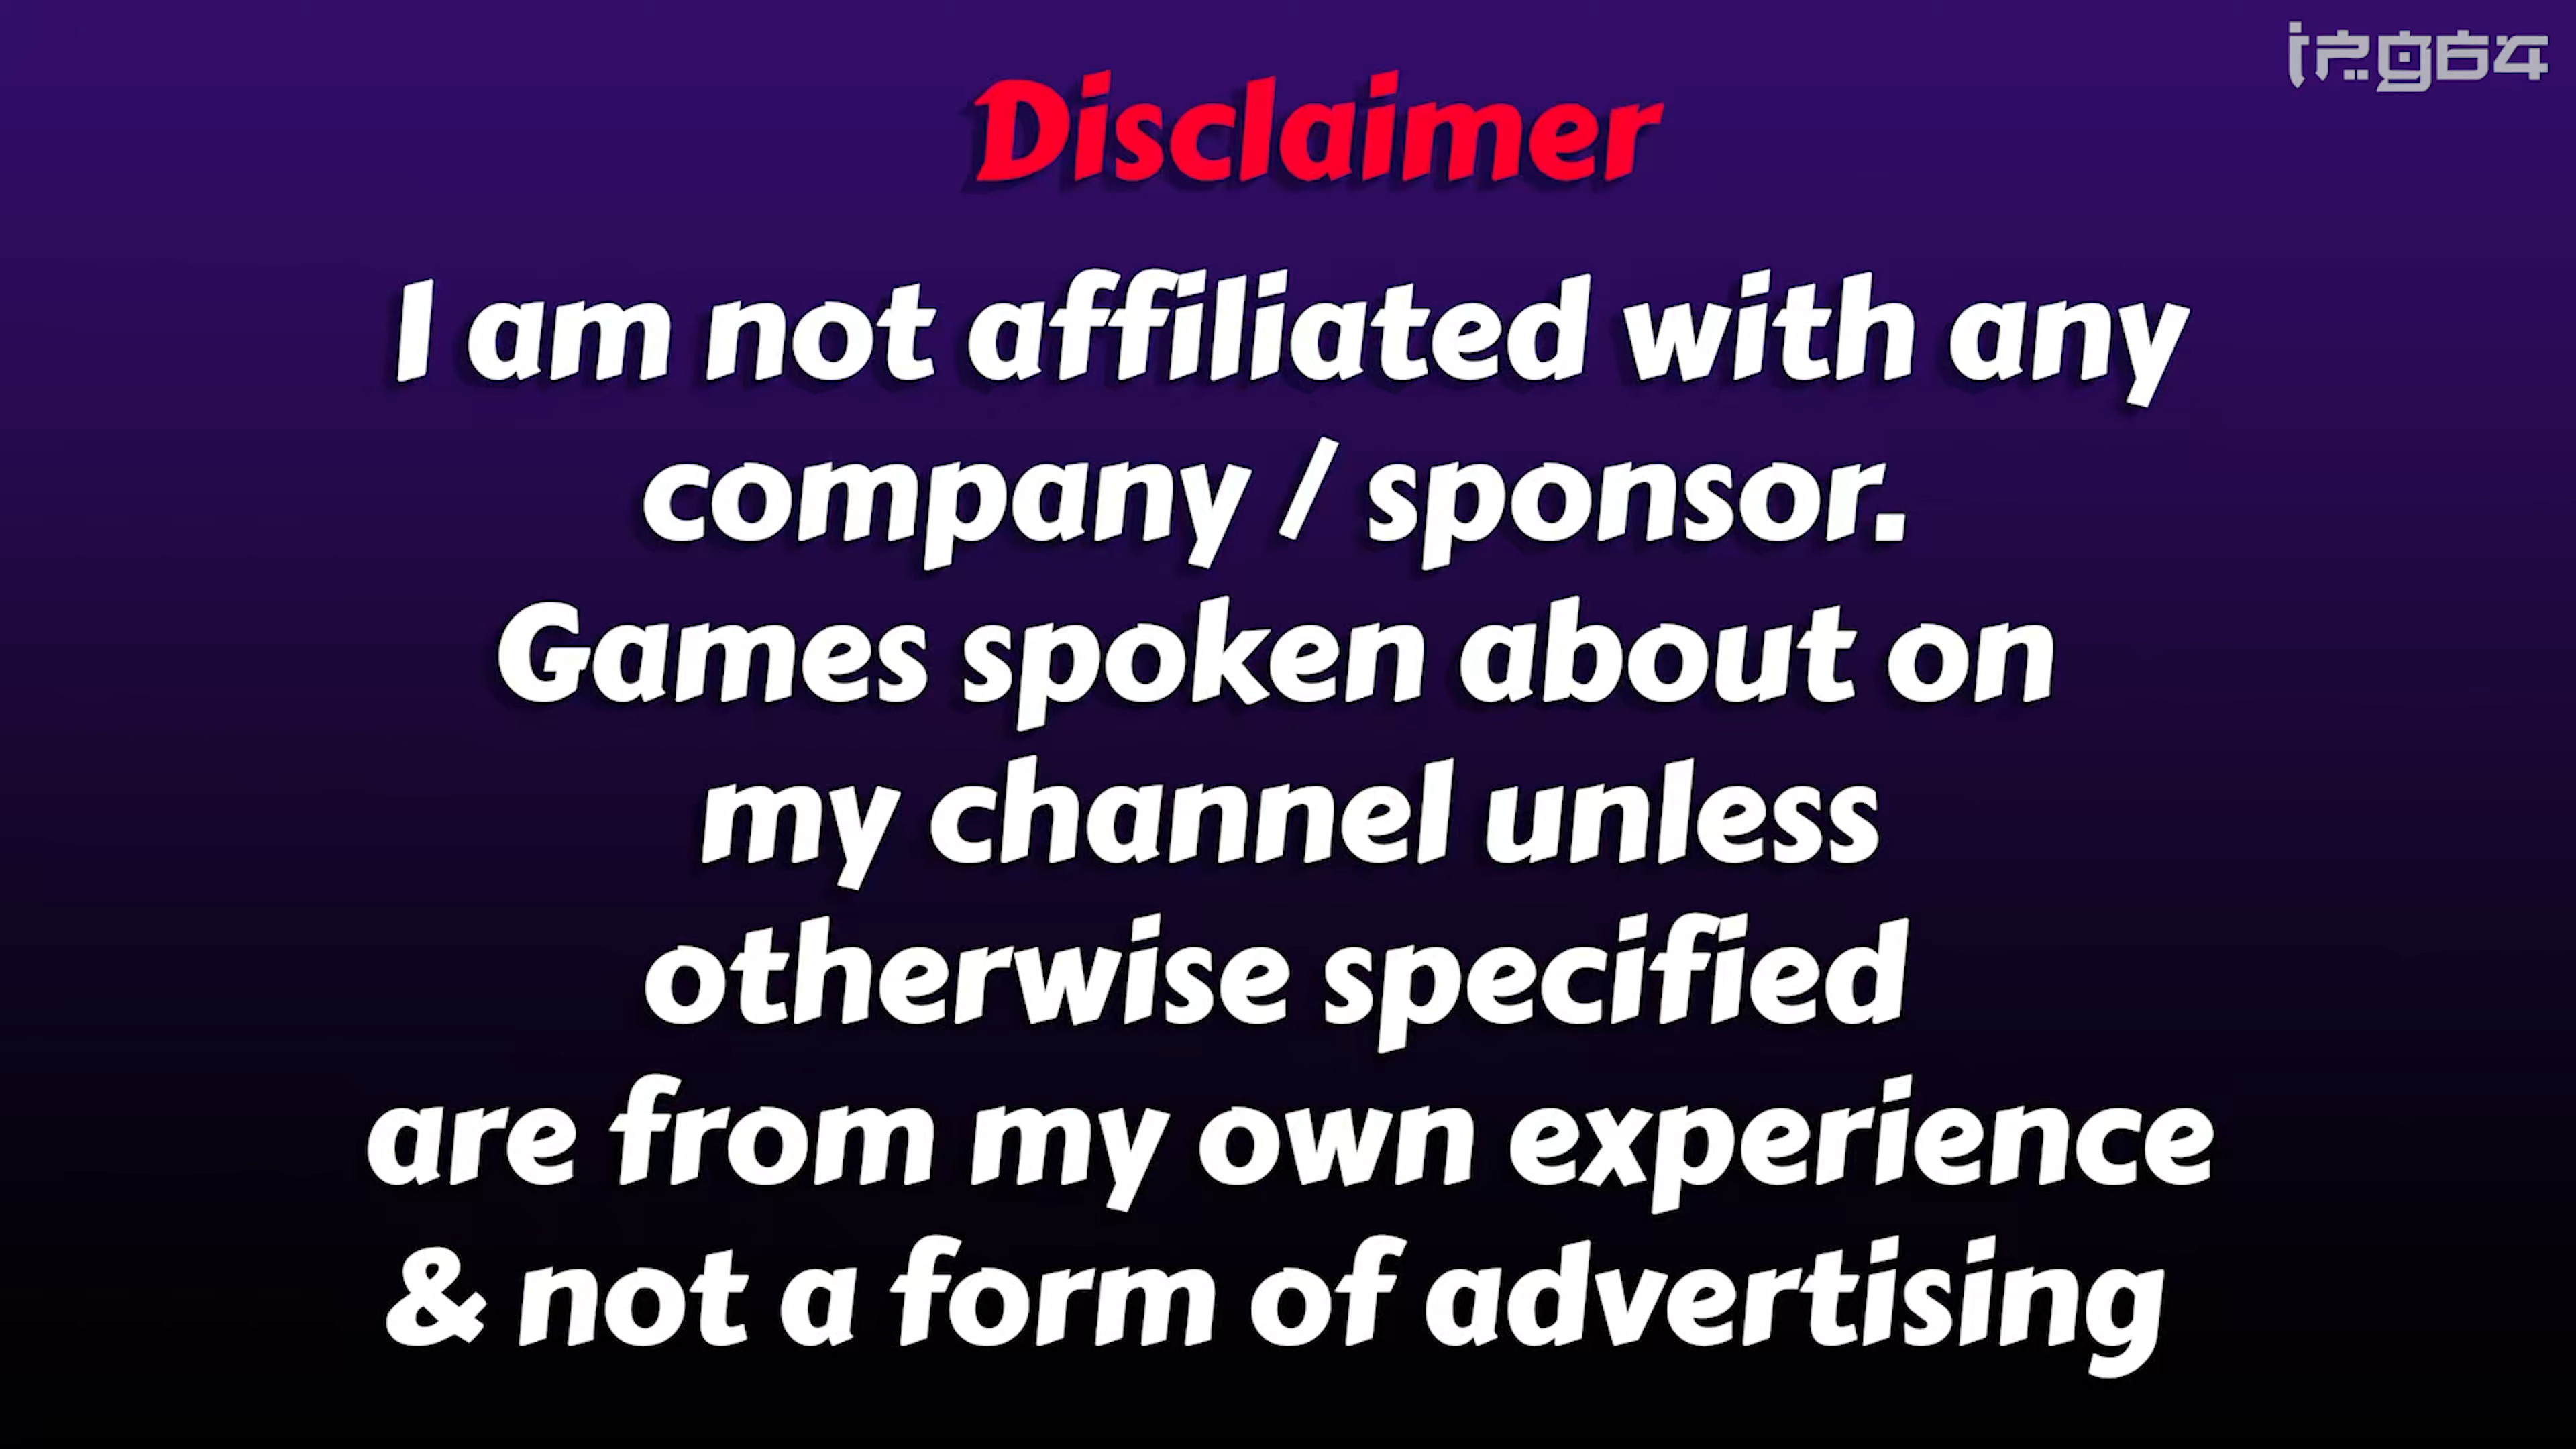 Disclaimer
I am not affiliated with any
company / sponsor.
Games spoken about on
my channel unless
otherwise specified
are from my own experience
& not a form of advertising